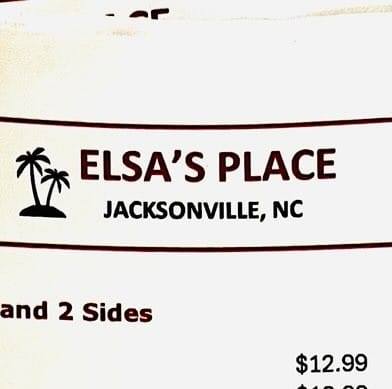 ELSA'S PLACE
JACKSONVILLE, NC
and 2 Sides
$12.99